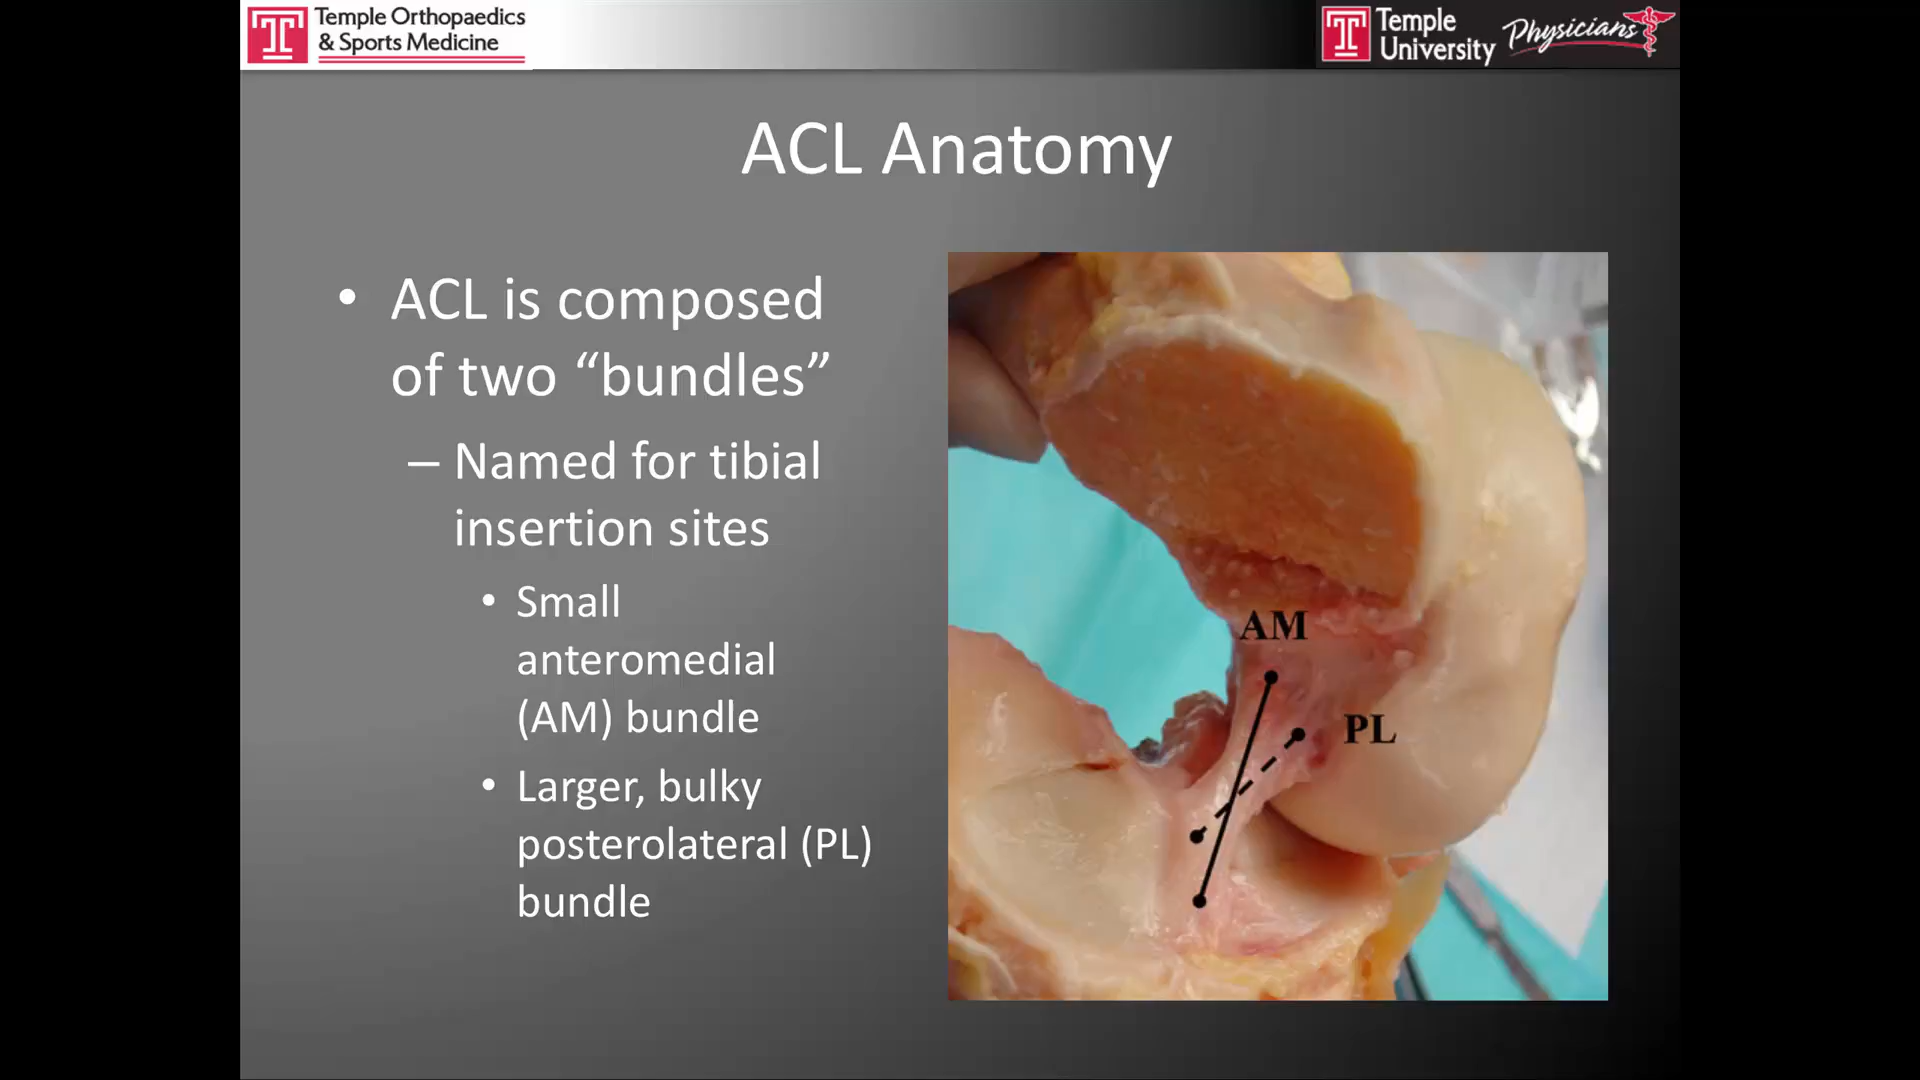 Temple Orthopaedics
& Sports Medicine
Temple
University
Physicians
ACL Anatomy
• ACL is composed
of two “bundles”
– Named for tibial
insertion sites
• Small
anteromedial
(AM) bundle
• Larger, bulky
posterolateral (PL)
bundle
AM
PL